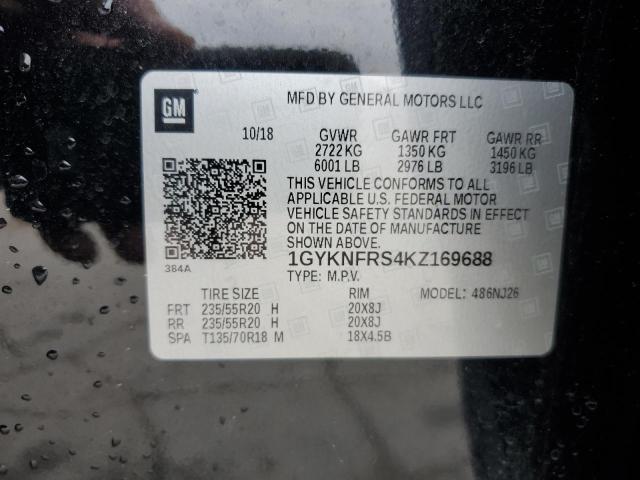 GM
MFD BY GENERAL MOTORS LLC
10/18 GVWR GAWR FRT GAWR RR
2722 KG 1350 KG 1450 KG
6001 LB 2976 LB 3196 LB
THIS VEHICLE CONFORMS TO ALL
APPLICABLE U.S. FEDERAL MOTOR
VEHICLE SAFETY STANDARDS IN EFFECT
ON THE DATE OF MANUFACTURE
SHOWN ABOVE.
1GYKNFRS4KZ169688
384A
TYPE: M.P.V.
TIRE SIZE RIM MODEL: 486NJ26
FRT 235/55R20 H 20X8J
RR 235/55R20 H 20X8J
SPA T135/70R18 M 18X4.5B